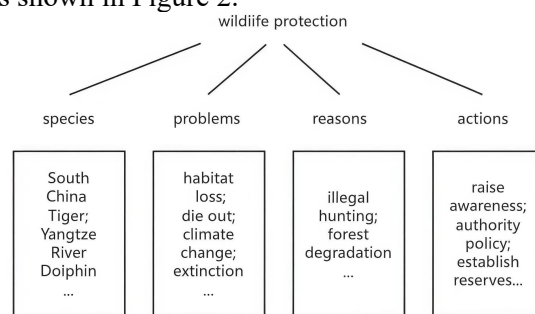 s shown in Figure 2.
wildiife protection
species problems reasons actions
South
China
Tiger;
Yangtze
River
Doiphin
...
habitat
loss;
die out;
climate
change;
extinction
...
illegal
hunting;
forest
degradation
...
raise
awareness;
authority
policy;
establish
reserves...